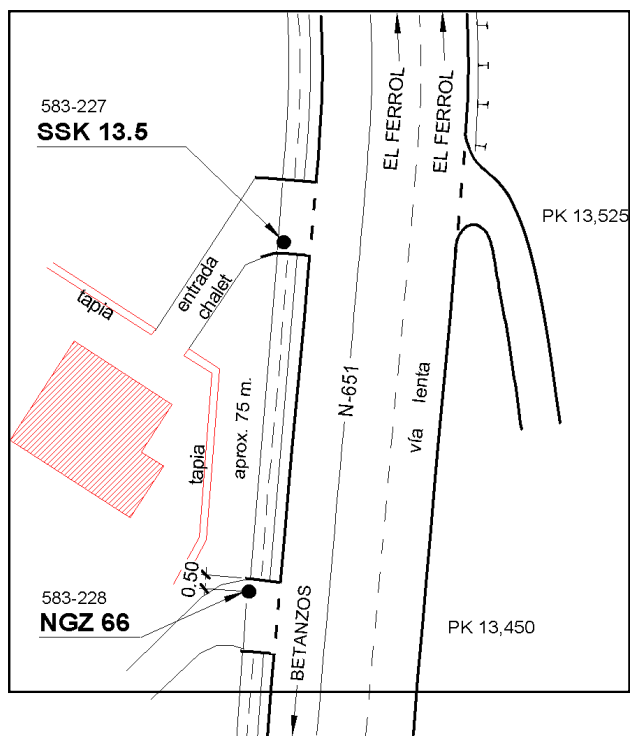 583-227
SSK 13.5
EL FERROL
EL FERROL
PK 13,525
entrada
chalet
tapia
N-651
vía lenta
aprox. 75 m.
tapia
0.50
583-228
NGZ 66
BETANZOS
PK 13,450